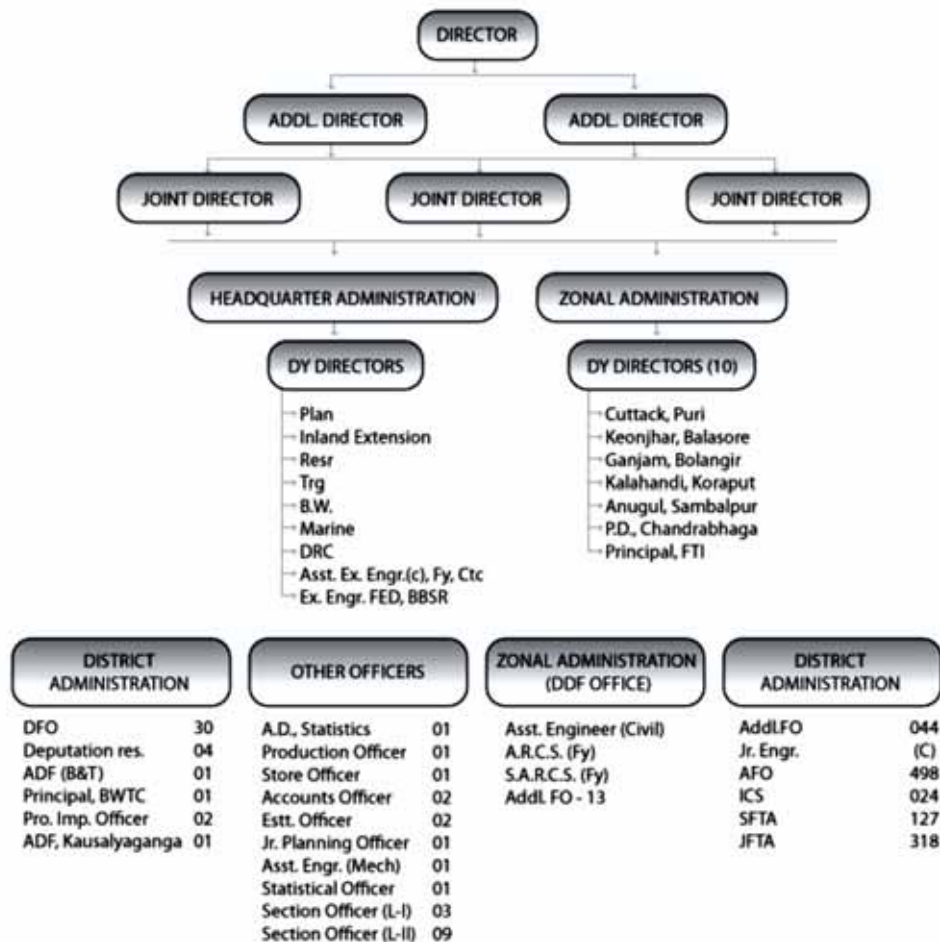 DIRECTOR
ADDL. DIRECTOR
ADDL. DIRECTOR
JOINT DIRECTOR
JOINT DIRECTOR
JOINT DIRECTOR
HEADQUARTER ADMINISTRATION
ZONAL ADMINISTRATION
DY DIRECTORS
Plan
Inland Extension
Resr
Trg
B.W.
Marine
DRC
Asst. Ex. Engr.(c), Fy, Ctc
Ex. Engr. FED, BBSR
DY DIRECTORS (10)
Cuttack, Puri
Keonjhar, Balasore
Ganjam, Bolangir
Kalahandi, Koraput
Anugul, Sambalpur
P.D., Chandrabhaga
Principal, FTI
DISTRICT
ADMINISTRATION
DFO 30
Deputation res. 04
ADF (B&T) 01
Principal, BWTC 01
Pro. Imp. Officer 02
ADF, Kausalyaganga 01
OTHER OFFICERS
A.D., Statistics 01
Production Officer 01
Store Officer 01
Accounts Officer 02
Estt. Officer 02
Jr. Planning Officer 01
Asst. Engr. (Mech) 01
Statistical Officer 01
Section Officer (L-I) 03
Section Officer (L-II) 09
ZONAL ADMINISTRATION
(DDF OFFICE)
Asst. Engineer (Civil)
A.R.C.S. (Fy)
S.A.R.C.S. (Fy)
Addl. FO - 13
DISTRICT
ADMINISTRATION
Addl.FO 044
Jr. Engr. (C)
AFO 498
ICS 024
SFTA 127
JFTA 318